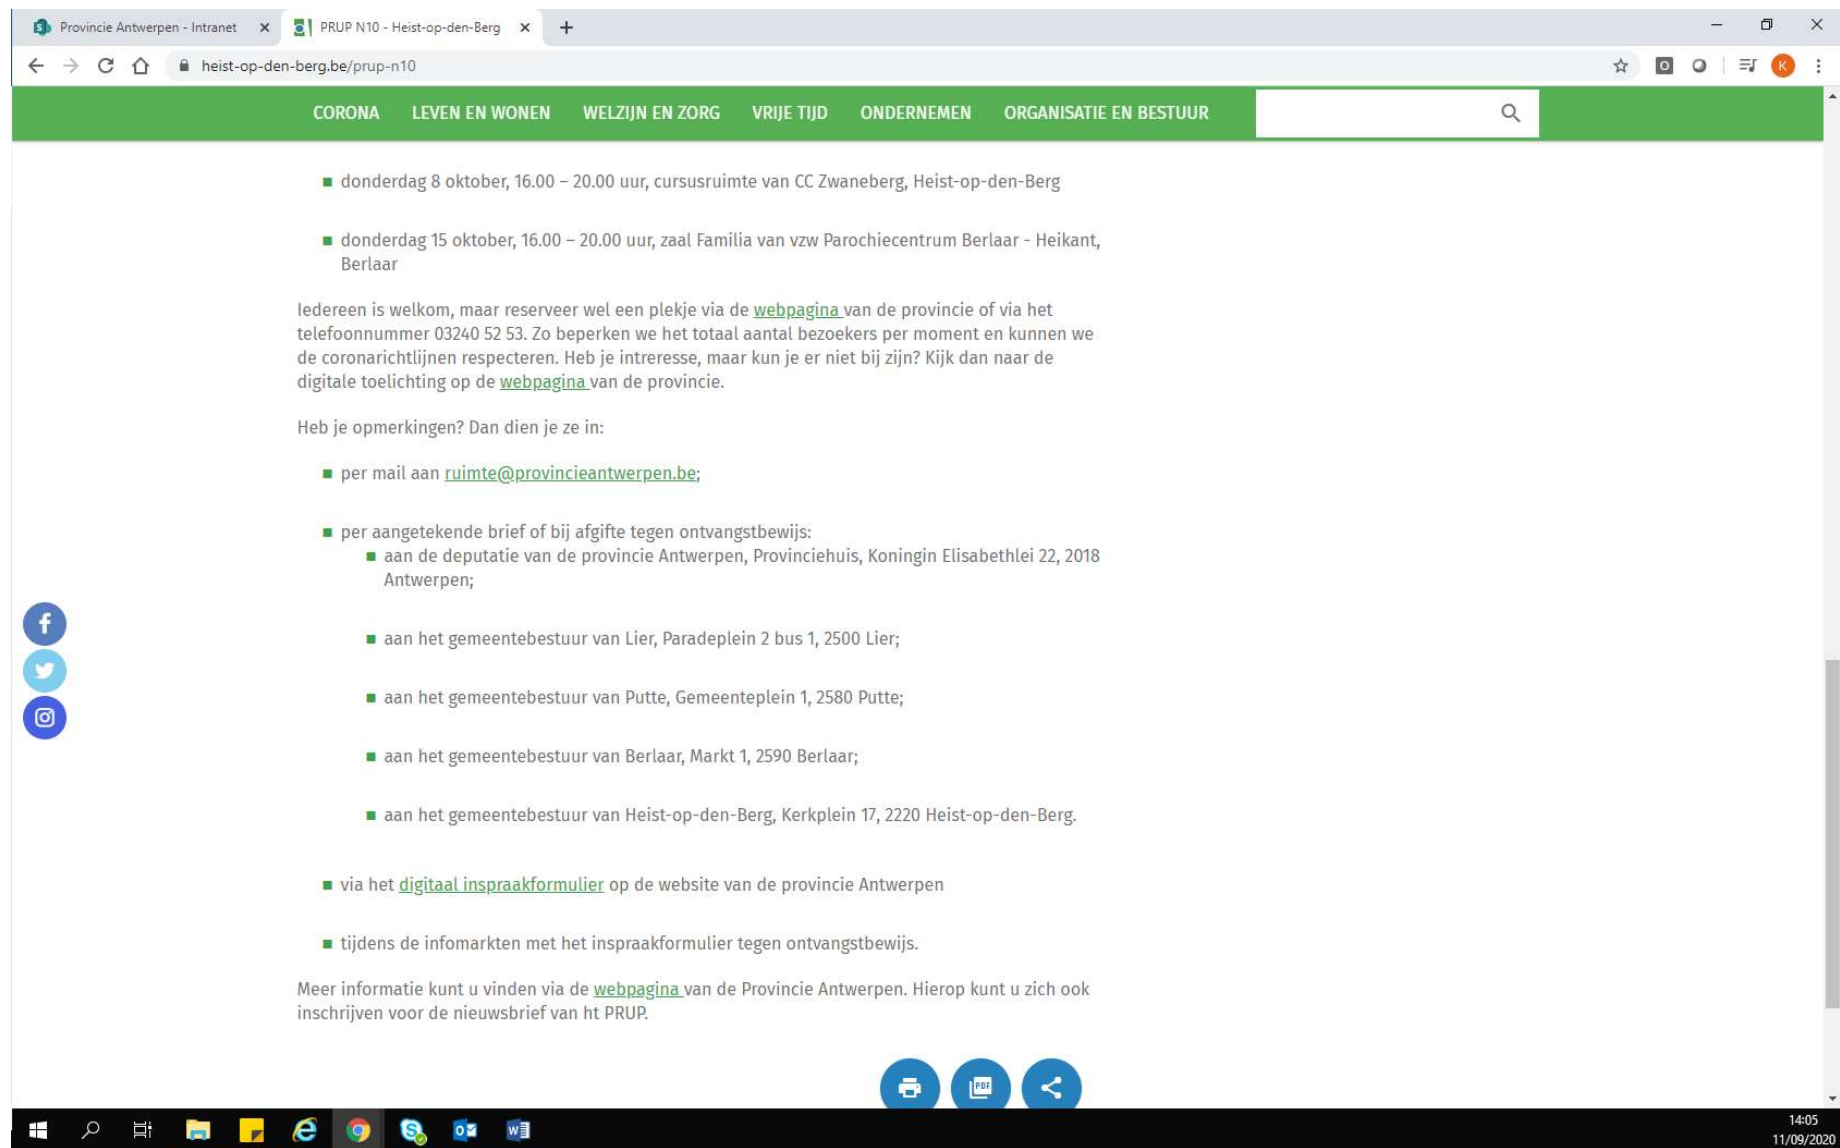 Provincie Antwerpen - Intranet
PRUP N10 - Heist-op-den-Berg
heist-op-den-berg.be/prup-n10
K
CORONA LEVEN EN WONEN WELZIJN EN ZORG VRIJE TIJD ONDERNEMEN ORGANISATIE EN BESTUUR
donderdag 8 oktober, 16.00 – 20.00 uur, cursusruimte van CC Zwaneberg, Heist-op-den-Berg
donderdag 15 oktober, 16.00 – 20.00 uur, zaal Familia van vzw Parochiecentrum Berlaar - Heikant,
Berlaar
Iedereen is welkom, maar reserveer wel een plekje via de webpagina van de provincie of via het
telefoonnummer 03240 52 53. Zo beperken we het totaal aantal bezoekers per moment en kunnen we
de coronarichtlijnen respecteren. Heb je intreresse, maar kun je er niet bij zijn? Kijk dan naar de
digitale toelichting op de webpagina van de provincie.
Heb je opmerkingen? Dan dien je ze in:
per mail aan ruimte@provincieantwerpen.be;
per aangetekende brief of bij afgifte tegen ontvangstbewijs:
aan de deputatie van de provincie Antwerpen, Provinciehuis, Koningin Elisabethlei 22, 2018
Antwerpen;
aan het gemeentebestuur van Lier, Paradeplein 2 bus 1, 2500 Lier;
aan het gemeentebestuur van Putte, Gemeenteplein 1, 2580 Putte;
aan het gemeentebestuur van Berlaar, Markt 1, 2590 Berlaar;
aan het gemeentebestuur van Heist-op-den-Berg, Kerkplein 17, 2220 Heist-op-den-Berg.
via het digitaal inspraakformulier op de website van de provincie Antwerpen
tijdens de infomarkten met het inspraakformulier tegen ontvangstbewijs.
Meer informatie kunt u vinden via de webpagina van de Provincie Antwerpen. Hierop kunt u zich ook
inschrijven voor de nieuwsbrief van ht PRUP.
PDF
14:05
11/09/2020